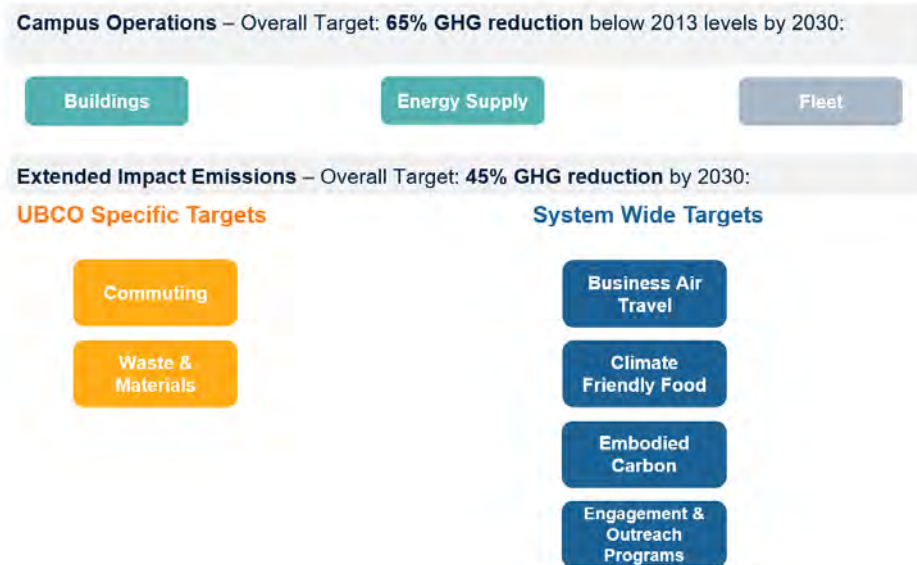 Campus Operations – Overall Target: 65% GHG reduction below 2013 levels by 2030:
Buildings
Energy Supply
Fleet
Extended Impact Emissions – Overall Target: 45% GHG reduction by 2030:
UBCO Specific Targets
System Wide Targets
Commuting
Waste &
Materials
Business Air
Travel
Climate
Friendly Food
Embodied
Carbon
Engagement &
Outreach
Programs